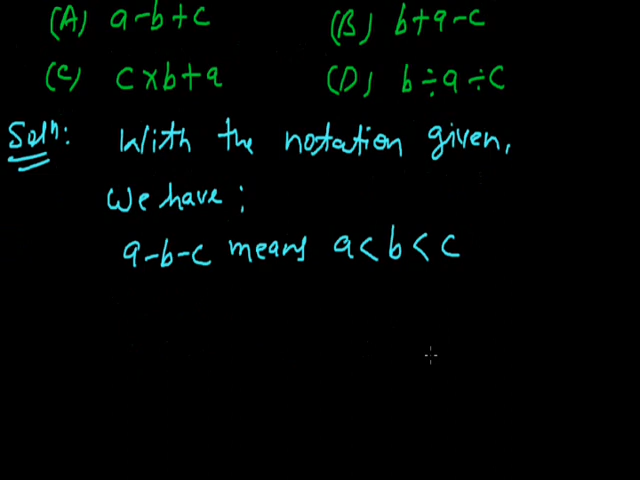 (A) a-b+c (B) b+a-c
(C) c×b+a (D) b÷a÷c
Solⁿ: With the notation given,
We have;
a-b-c means a<b<c